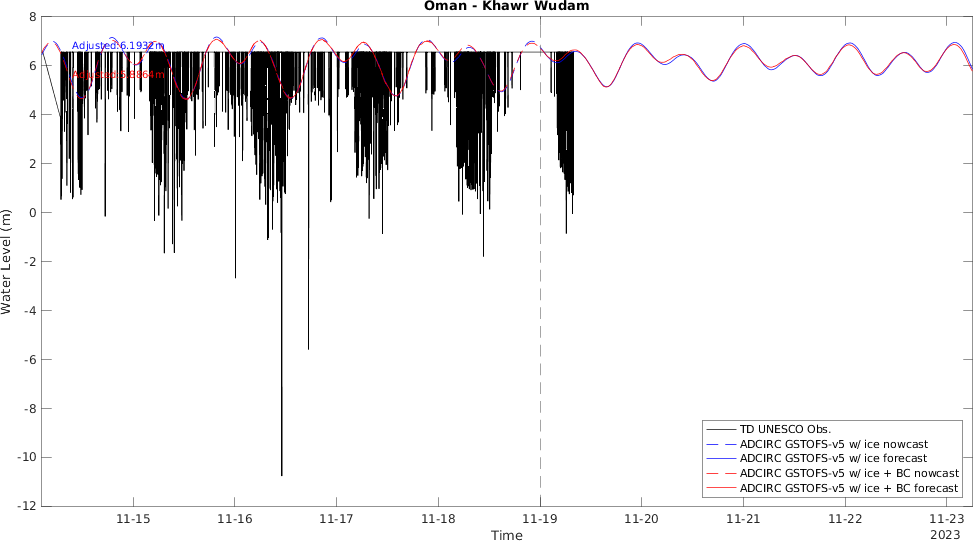 Oman - Khawr Wudam
8
6
4
2
0
-2
-4
-6
-8
-10
-12
Water Level (m)
Adjusted:6.1932m
TD UNESCO Obs.
ADCIRC GSTOFS-v5 w/ ice nowcast
ADCIRC GSTOFS-v5 w/ ice forecast
ADCIRC GSTOFS-v5 w/ ice + BC nowcast
ADCIRC GSTOFS-v5 w/ ice + BC forecast
11-15
11-16
11-17
11-18
11-19
11-20
11-21
11-22
11-23
Time
2023